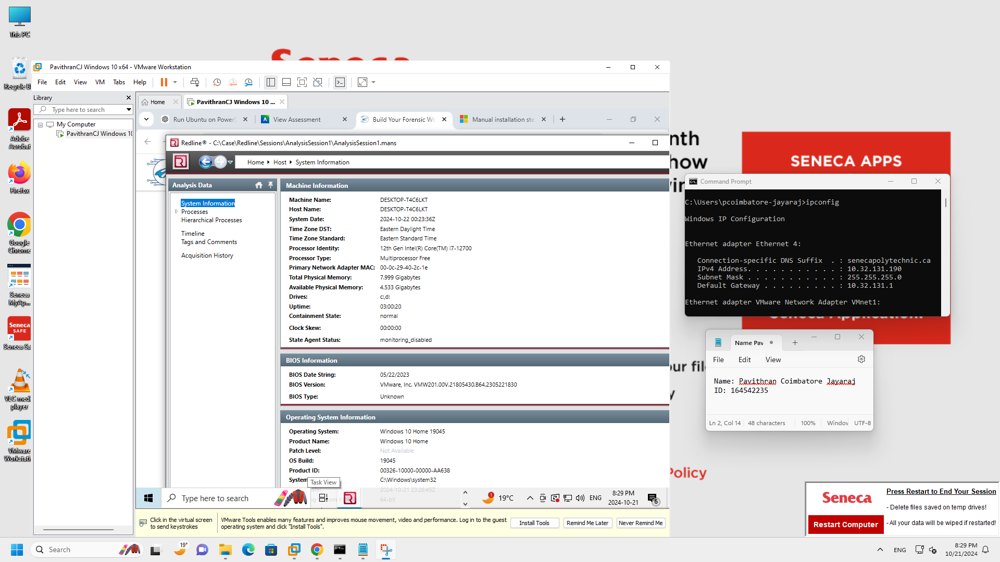 This PC
Recycle Bi
Adobe
Acrobat
Firefox
Google
Chrome
Seneca
MyAp...
Seneca
SAFE
Seneca Sa
VLC medi
player
VMware
Workstati
PavithranCJ Windows 10 x64 - VMware Workstation
File Edit View VM Tabs Help
Library
Type here to search
My Computer
PavithranCJ Windows 10
Home
PavithranCJ Windows 10 ...
Run Ubuntu on PowerS
View Assessment
Build Your Forensic Wo
Manual installation ste
Redline® - C:\Case\Redline\Sessions\AnalysisSession1\AnalysisSession1.mans
Home Host System Information
Analysis Data
System Information
Processes
Hierarchical Processes
Timeline
Tags and Comments
Acquisition History
Machine Information
Machine Name: DESKTOP-T4C6LKT
Host Name: DESKTOP-T4C6LKT
System Date: 2024-10-22 00:23:36Z
Time Zone DST: Eastern Daylight Time
Time Zone Standard: Eastern Standard Time
Processor Identity: 12th Gen Intel(R) Core(TM) i7-12700
Processor Type: Multiprocessor Free
Primary Network Adapter MAC: 00-0c-29-40-2c-1e
Total Physical Memory: 7.999 Gigabytes
Available Physical Memory: 4.533 Gigabytes
Drives: c:,d:
Uptime: 03:00:20
Containment State: normal
Clock Skew: 00:00:00
State Agent Status: monitoring_disabled
BIOS Information
BIOS Date String: 05/22/2023
BIOS Version: VMware, Inc. VMW201.00V.21805430.B64.2305221830
BIOS Type: Unknown
Operating System Information
Operating System: Windows 10 Home 19045
Product Name: Windows 10 Home
Patch Level: Not Available
OS Build: 19045
Product ID: 00326-10000-00000-AA638
System C:\Windows\system32
Task View
2024-10-21 23:26:45Z
64-bit
Type here to search
1
19°C
ENG
8:29 PM
2024-10-21
6
Click in the virtual screen
to send keystrokes
VMware Tools enables many features and improves mouse movement, video and performance. Log in to the guest
operating system and click "Install Tools".
Install Tools
Remind Me Later
Never Remind Me
nth
how
SENECA APPS
Command Prompt
C:\Users\pcoimbatore-jayaraj>ipconfig
Windows IP Configuration
Ethernet adapter Ethernet 4:
Connection-specific DNS Suffix . : senecapolytechnic.ca
IPv4 Address. . . . . . . . . . . : 10.32.131.190
Subnet Mask . . . . . . . . . . . : 255.255.255.0
Default Gateway . . . . . . . . . : 10.32.131.1
Ethernet adapter VMware Network Adapter VMnet1:
Name Pav
File Edit View
Name: Pavithran Coimbatore Jayaraj
ID: 164542235
Ln 2, Col 14 48 characters 100% Window UTF-8
our file
y
Policy
Seneca
Restart Computer
Press Restart to End Your Session
- Delete files saved on temp drives!
- All your data will be wiped if restarted!
Search
19°
ENG
8:29 PM
10/21/2024